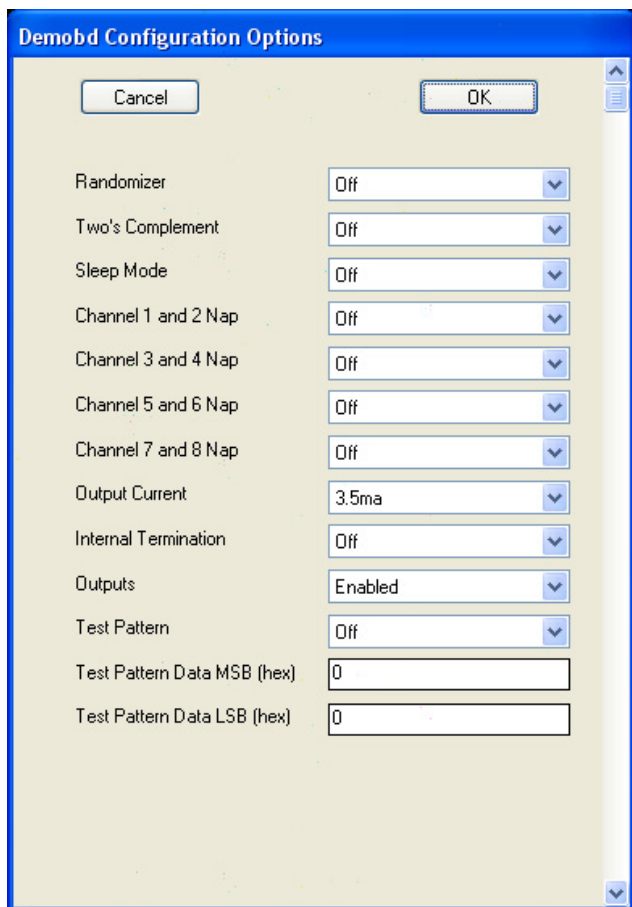 Demobd Configuration Options
Cancel OK
Randomizer Off
Two's Complement Off
Sleep Mode Off
Channel 1 and 2 Nap Off
Channel 3 and 4 Nap Off
Channel 5 and 6 Nap Off
Channel 7 and 8 Nap Off
Output Current 3.5ma
Internal Termination Off
Outputs Enabled
Test Pattern Off
Test Pattern Data MSB (hex) 0
Test Pattern Data LSB (hex) 0